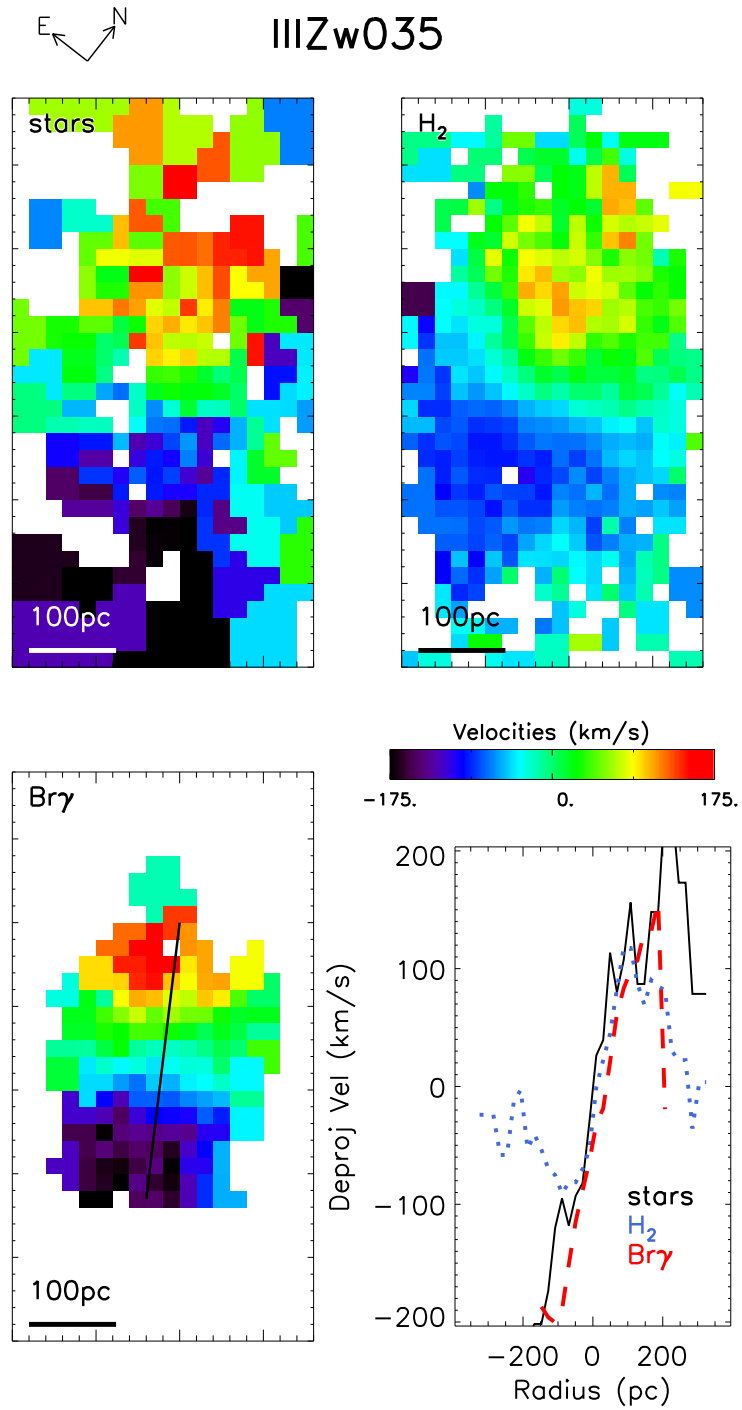 E N
IIIZw035
stars
H₂
100pc
100pc
Velocities (km/s)
−175. 0. 175.
Brγ
100pc
Deproj Vel (km/s)
200
100
0
−100
−200
stars
H₂
Brγ
−200 0 200
Radius (pc)